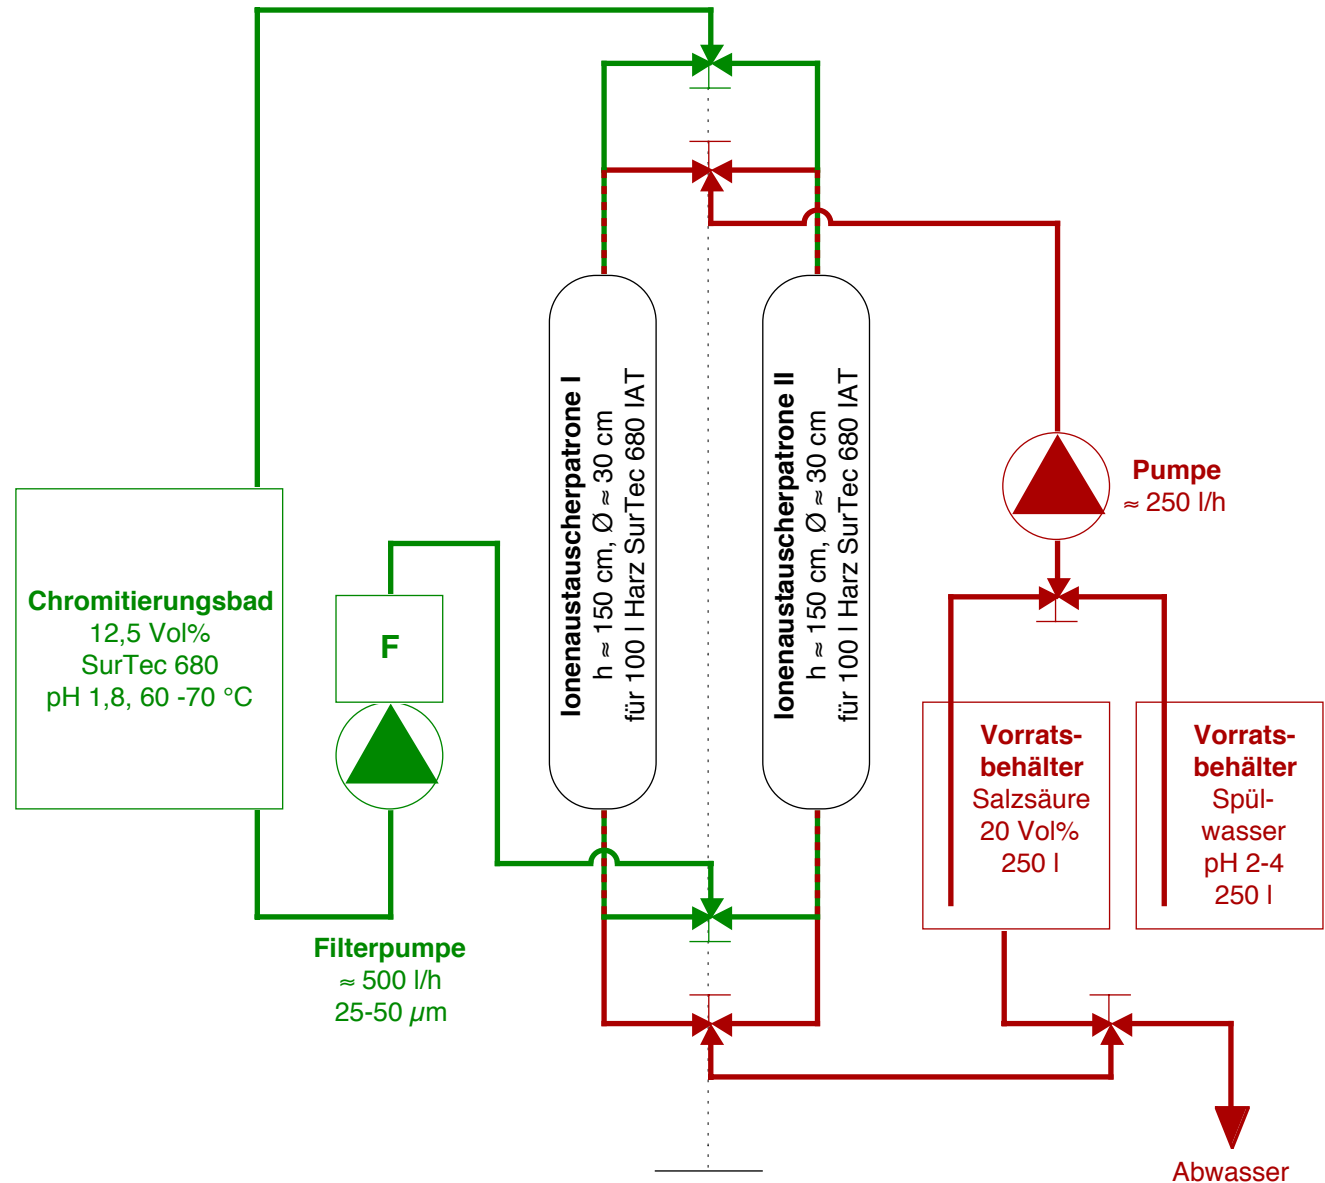 Chromitierungsbad
12,5 Vol%
SurTec 680
pH 1,8, 60 -70 °C
F
Filterpumpe
≈ 500 l/h
25-50 µm
Ionenaustauscherpatrone I
h ≈ 150 cm, Ø ≈ 30 cm
für 100 l Harz SurTec 680 IAT
Ionenaustauscherpatrone II
h ≈ 150 cm, Ø ≈ 30 cm
für 100 l Harz SurTec 680 IAT
Pumpe
≈ 250 l/h
Vorrats-
behälter
Salzsäure
20 Vol%
250 l
Vorrats-
behälter
Spül-
wasser
pH 2-4
250 l
Abwasser